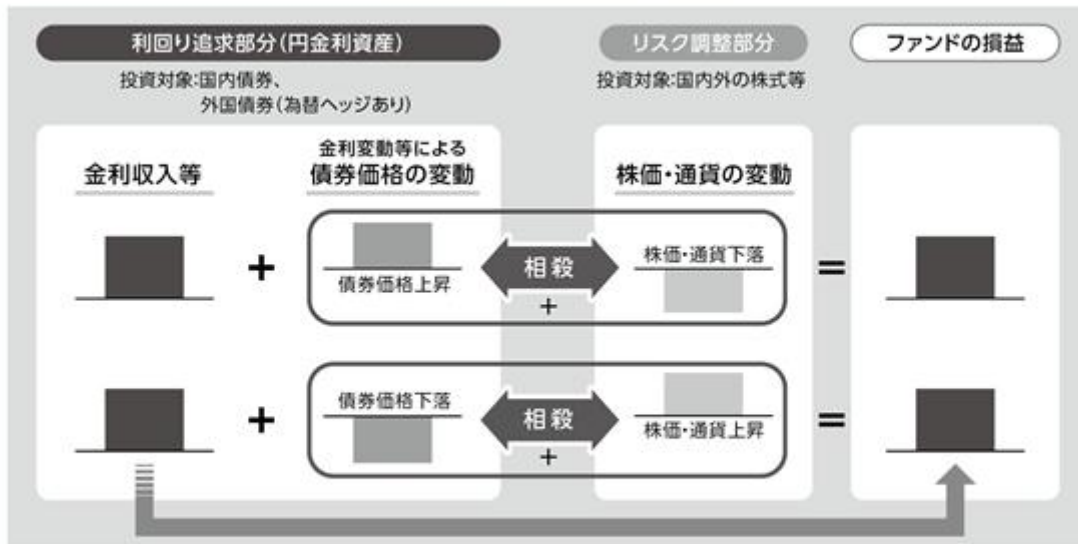 利回り追求部分(円金利資産)
投資対象:国内債券、
外国債券(為替ヘッジあり)
リスク調整部分
投資対象:国内外の株式等
ファンドの損益
金利収入等
金利変動等による
債券価格の変動
株価・通貨の変動
+
債券価格上昇
相殺
+
株価・通貨下落
=
+
債券価格下落
相殺
+
株価・通貨上昇
=